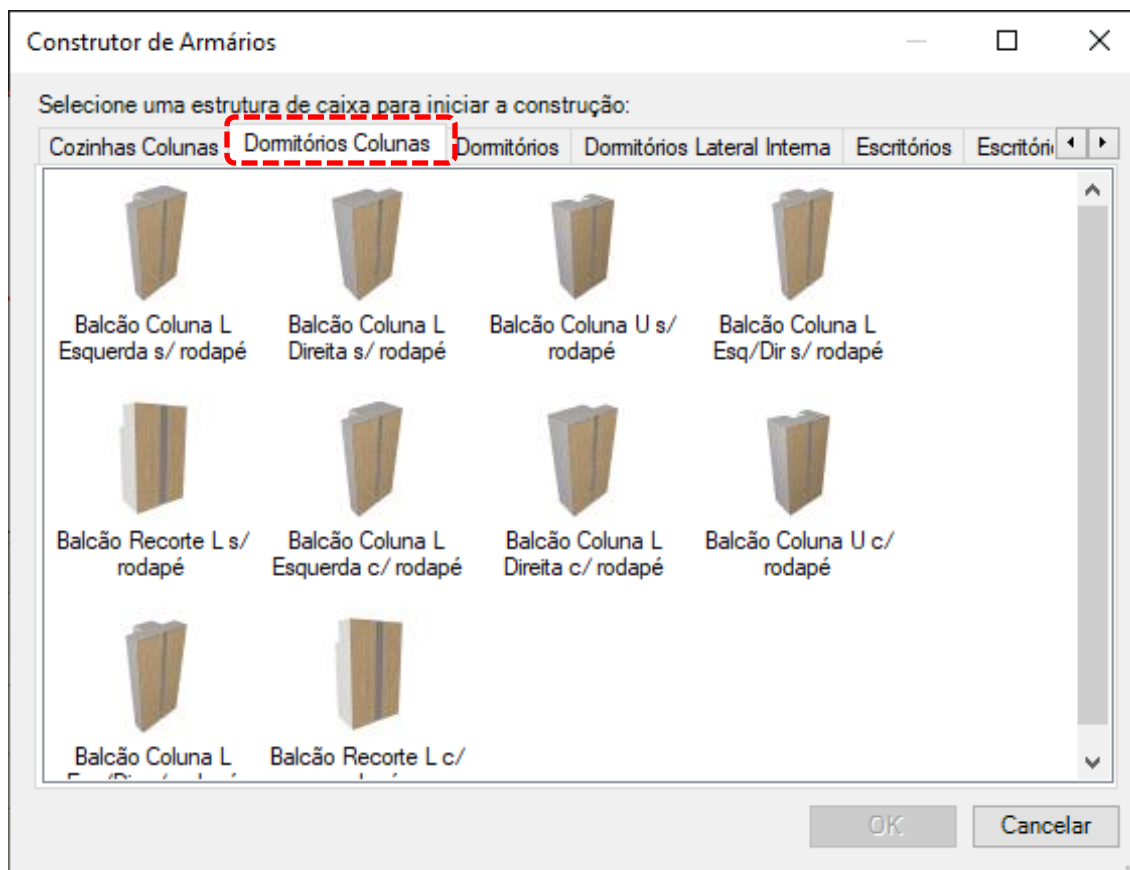 Construtor de Armários
Selecione uma estrutura de caixa para iniciar a construção:
Cozinhas Colunas Dormitórios Colunas Dormitórios Dormitórios Lateral Interna Escritórios
Balcão Coluna L Esquerda s/ rodapé
Balcão Coluna L Direita s/ rodapé
Balcão Coluna U s/ rodapé
Balcão Coluna L Esq/Dir s/ rodapé
Balcão Recorte L s/ rodapé
Balcão Coluna L Esquerda c/ rodapé
Balcão Coluna L Direita c/ rodapé
Balcão Coluna U c/ rodapé
Balcão Coluna L
Balcão Recorte L c/
OK Cancelar